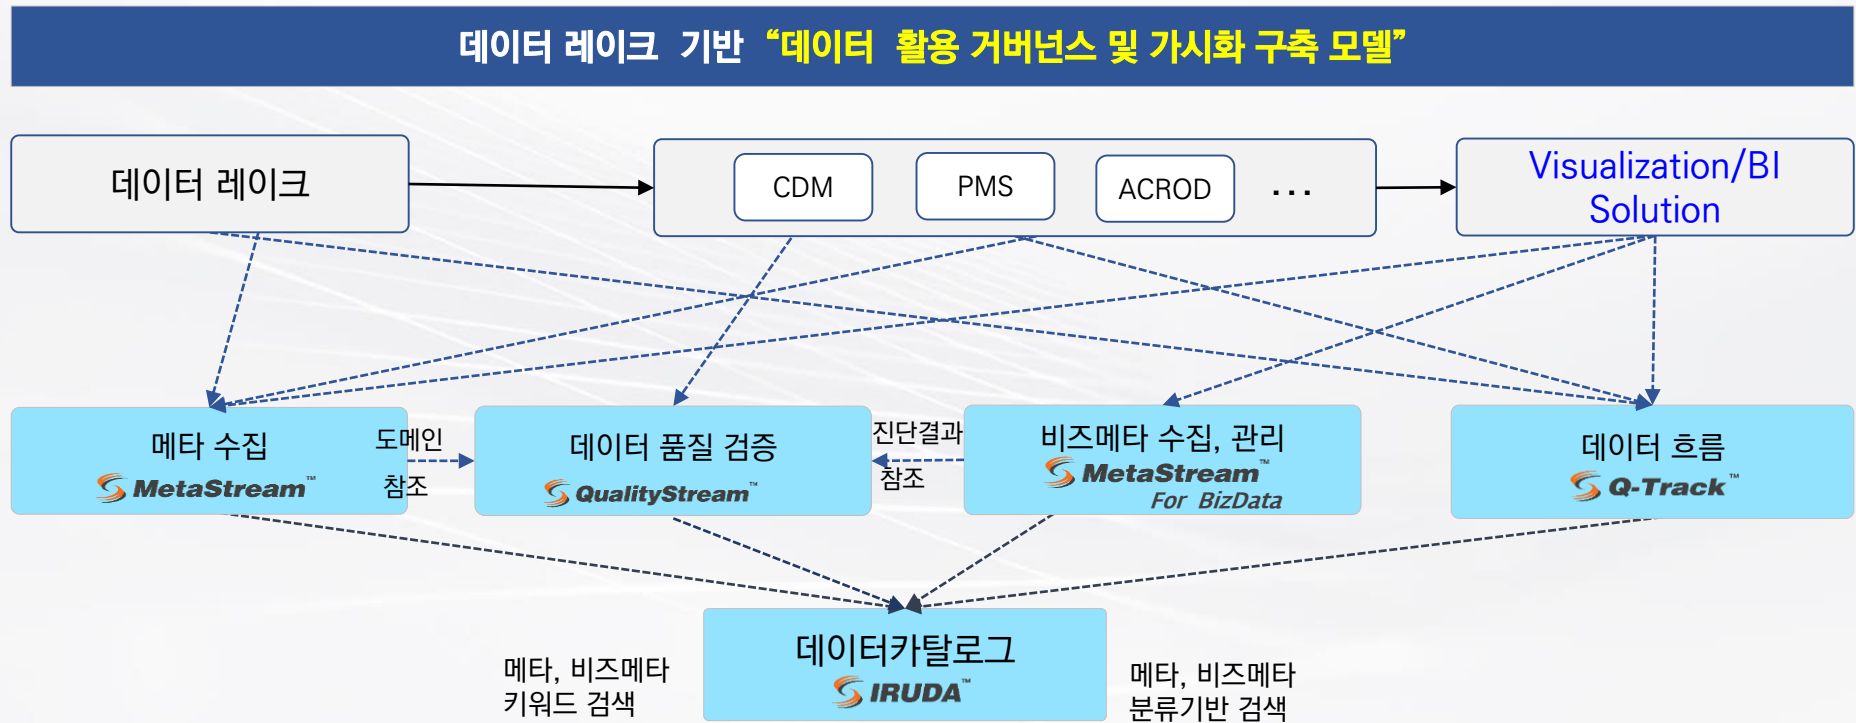 데이터 레이크 기반 “데이터 활용 거버넌스 및 가시화 구축 모델”
데이터 레이크
CDM
PMS
ACROD
...
Visualization/BI
Solution
메타 수집
MetaStream™
도메인
참조
데이터 품질 검증
QualityStream™
진단결과
참조
비즈메타 수집, 관리
MetaStream™
For BizData
데이터 흐름
Q-Track™
메타, 비즈메타
키워드 검색
데이터카탈로그
IRUDA™
메타, 비즈메타
분류기반 검색